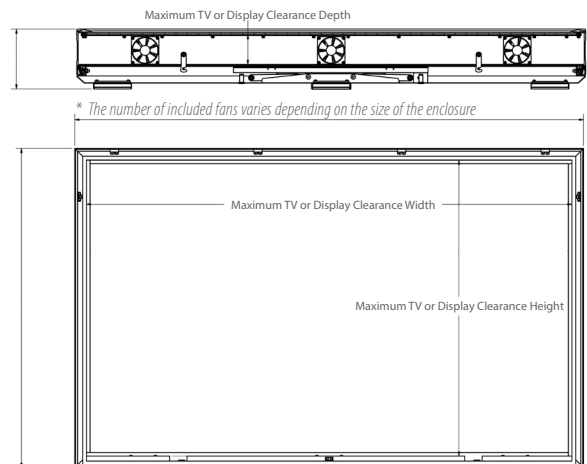 Maximum TV or Display Clearance Depth
* The number of included fans varies depending on the size of the enclosure
Maximum TV or Display Clearance Width
Maximum TV or Display Clearance Height